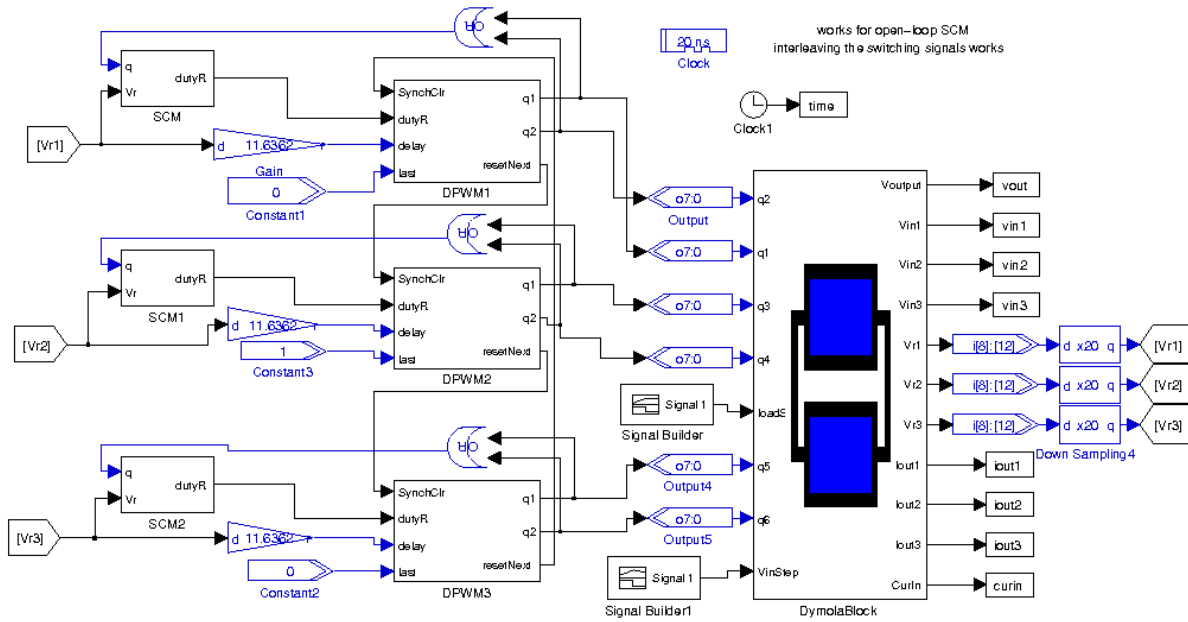 works for open-loop SCM
interleaving the switching signals works
OR
20 ns
Clock
time
Clock1
q
Vr
dutyR
SCM
[Vr1]
d 11.6362 r
Gain
0
Constant1
SynchClr
dutyR
delay
last
q1
q2
resetNext
DPWM1
OR
q
Vr
dutyR
SCM1
[Vr2]
d 11.6362 r
1
Constant3
SynchClr
dutyR
delay
last
q1
q2
resetNext
DPWM2
OR
q
Vr
dutyR
SCM2
[Vr3]
d 11.6362 r
0
Constant2
SynchClr
dutyR
delay
last
q1
q2
resetNext
DPWM3
o7:0
Output
o7:0
o7:0
o7:0
Signal 1
Signal Builder
o7:0
Output4
o7:0
Output5
Signal 1
Signal Builder1
q2
q1
q3
q4
loadS
q5
q6
VinStep
Voutput
Vin1
Vin2
Vin3
Vr1
Vr2
Vr3
Iout1
Iout2
Iout3
CurIn
DymolaBlock
vout
vin1
vin2
vin3
i[8]:[12]
d x20 q
[Vr1]
i[8]:[12]
d x20 q
[Vr2]
i[8]:[12]
d x20 q
[Vr3]
Down Sampling4
iout1
iout2
iout3
curin